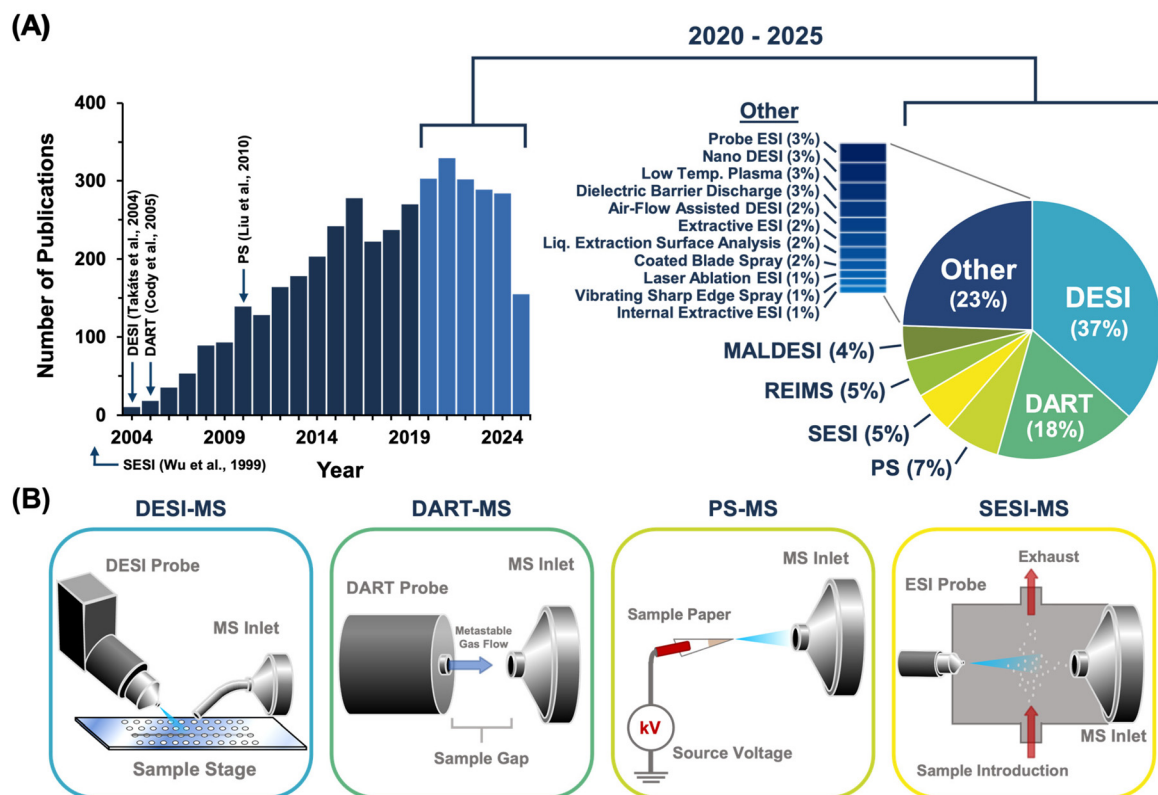 (A)
2020 - 2025
Number of Publications
400
300
200
100
0
DESI (Takáts et al., 2004)
DART (Cody et al., 2005)
PS (Liu et al., 2010)
2004
2009
2014
2019
2024
SESI (Wu et al., 1999)
Year
Other
Probe ESI (3%)
Nano DESI (3%)
Low Temp. Plasma (3%)
Dielectric Barrier Discharge (3%)
Air-Flow Assisted DESI (2%)
Extractive ESI (2%)
Liq. Extraction Surface Analysis (2%)
Coated Blade Spray (2%)
Laser Ablation ESI (1%)
Vibrating Sharp Edge Spray (1%)
Internal Extractive ESI (1%)
Other
(23%)
DESI
(37%)
MALDESI (4%)
REIMS (5%)
SESI (5%)
PS (7%)
DART
(18%)
(B)
DESI-MS
DESI Probe
MS Inlet
Sample Stage
DART-MS
MS Inlet
DART Probe
Metastable
Gas Flow
Sample Gap
PS-MS
MS Inlet
Sample Paper
kV
Source Voltage
SESI-MS
Exhaust
ESI Probe
MS Inlet
Sample Introduction